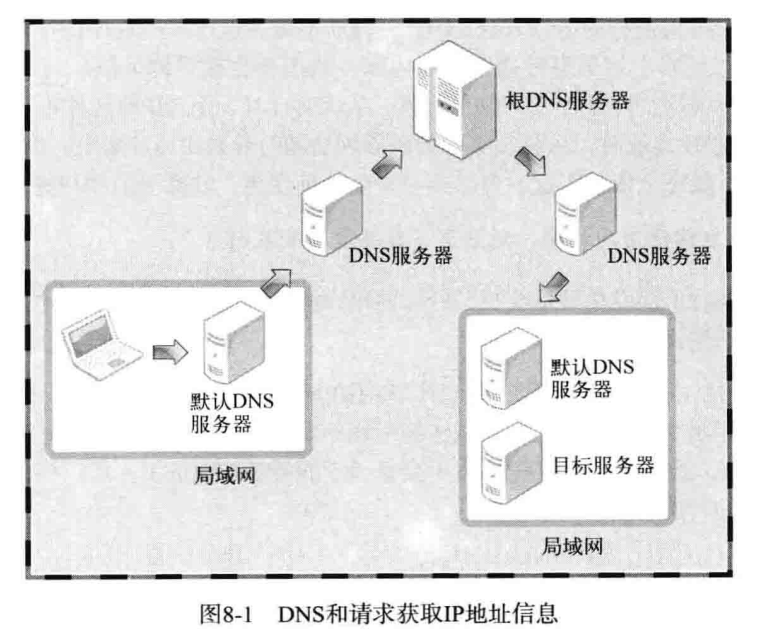 根DNS服务器
DNS服务器
DNS服务器
默认DNS
服务器
局域网
默认DNS
服务器
目标服务器
局域网
图8-1 DNS和请求获取IP地址信息